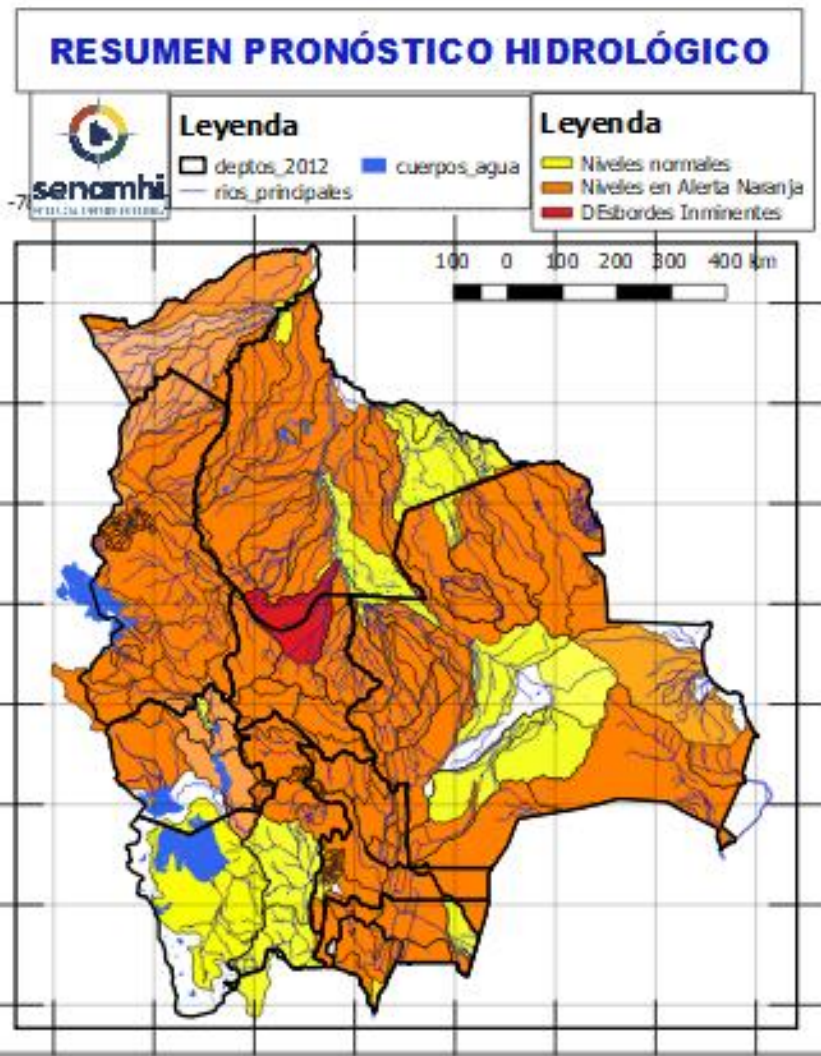 RESUMEN PRONÓSTICO HIDROLÓGICO
senamhi
Leyenda
deptos_2012
cuerpos_agua
rios_principales
Leyenda
Niveles normales
Niveles en Alerta Naranja
DEsbordes Inminentes
100 0 100 200 300 400 km